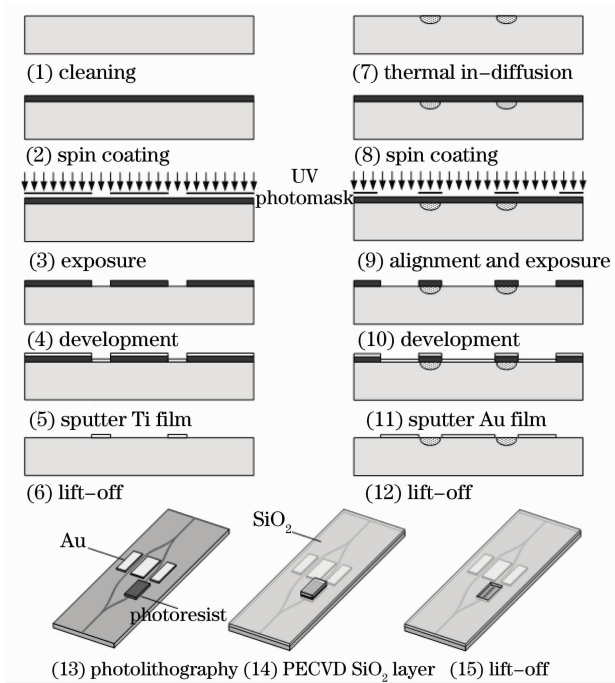 (1) cleaning
(7) thermal in-diffusion
(2) spin coating
(8) spin coating
UV
photomask
(3) exposure
(9) alignment and exposure
(4) development
(10) development
(5) sputter Ti film
(11) sputter Au film
(6) lift-off
(12) lift-off
Au
SiO2
photoresist
(13) photolithography (14) PECVD SiO2 layer (15) lift-off